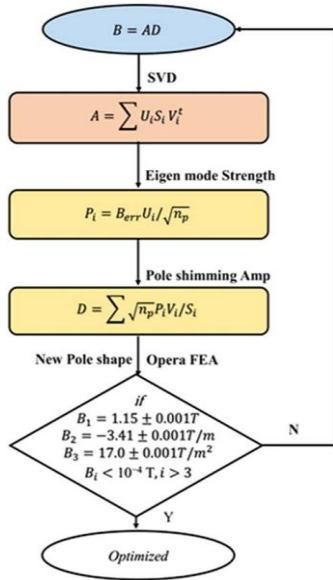 B = AD
SVD
A = ∑ U_i S_i V_i^t
Eigen mode Strength
P_i = B_err U_i/√n_p
Pole shimming Amp
D = ∑ √n_p P_i V_i/S_i
New Pole shape Opera FEA
if
B_1 = 1.15 ± 0.001T
B_2 = −3.41 ± 0.001T/m
B_3 = 17.0 ± 0.001T/m^2
B_i < 10^-4 T, i > 3
N
Y
Optimized